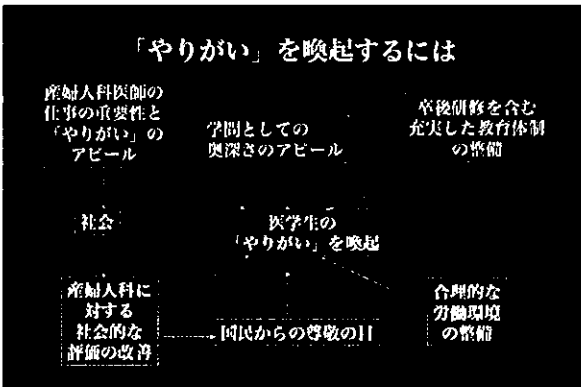 「やりがい」を喚起するには
産婦人科医師の
仕事の重要性と
「やりがい」の
アピール
学問としての
奥深さのアピール
卒後研修を含む
充実した教育体制
の整備
社会
医学生の
「やりがい」を喚起
産婦人科に
対する
社会的な
評価の改善
国民からの尊敬の目
合理的な
労働環境
の整備